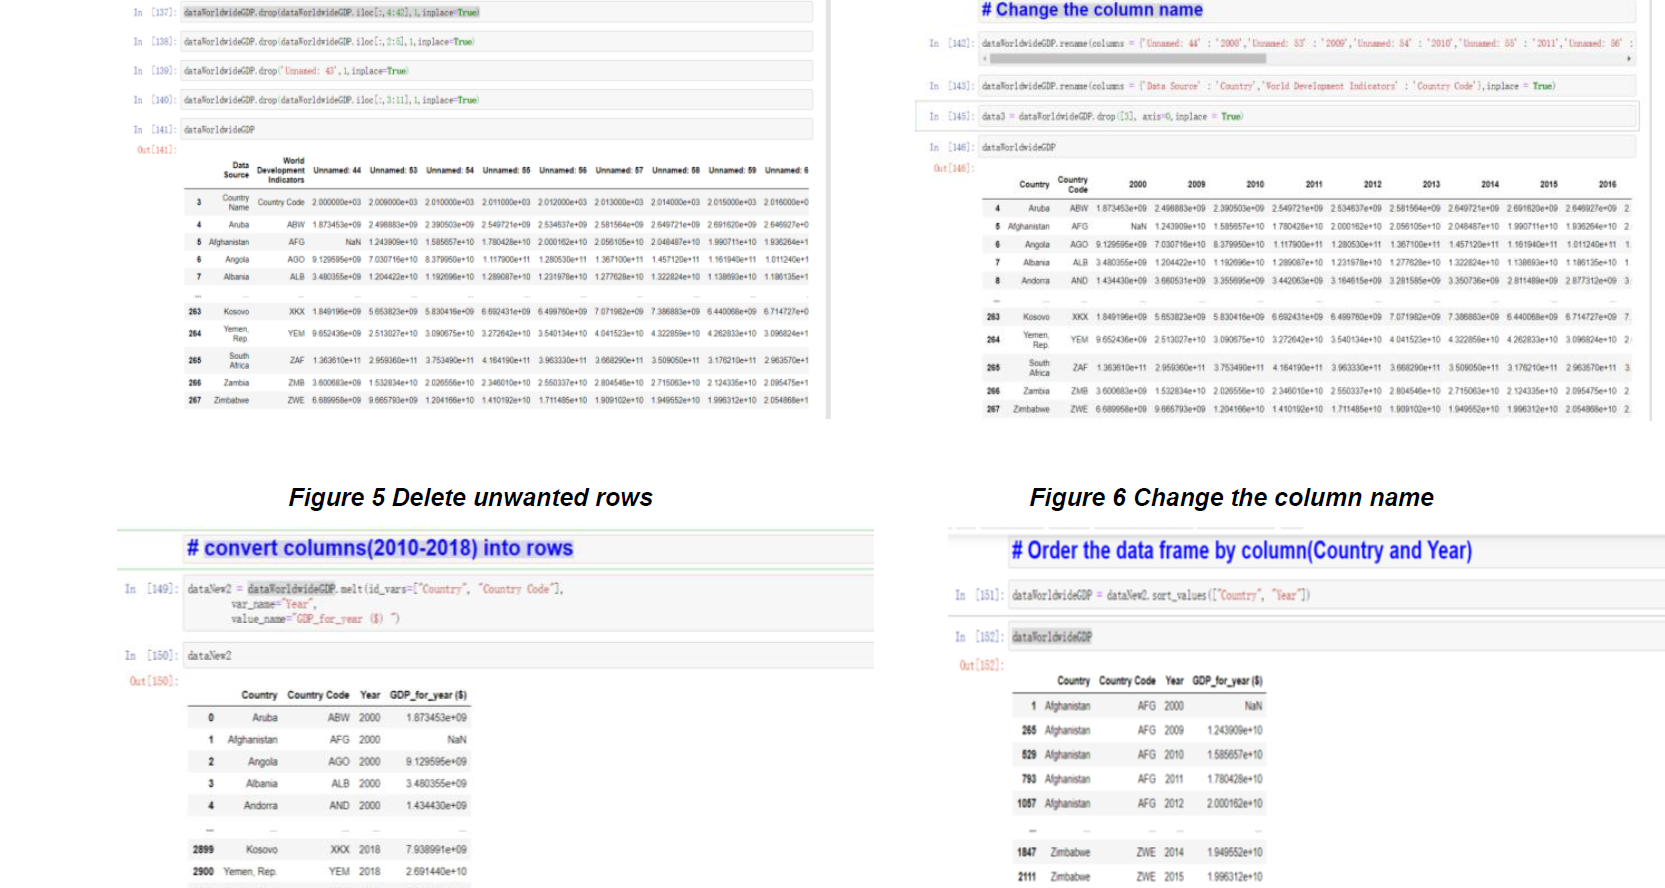 In [137]: dataWorldwideGDP.drop(dataWorldwideGDP.iloc[:,4:42],1,inplace=True)
In [138]: dataWorldwideGDP.drop(dataWorldwideGDP.iloc[:,2:5],1,inplace=True)
In [139]: dataWorldwideGDP.drop('Unnamed: 43',1,inplace=True)
In [140]: dataWorldwideGDP.drop(dataWorldwideGDP.iloc[:,3:11],1,inplace=True)
In [141]: dataWorldwideGDP
Out[141]:
Data Source World Development Indicators Unnamed: 44 Unnamed: 53 Unnamed: 54 Unnamed: 55 Unnamed: 56 Unnamed: 57 Unnamed: 58 Unnamed: 59 Unnamed: 6
3 Country Name Country Code 2.000000e+03 2.009000e+03 2.010000e+03 2.011000e+03 2.012000e+03 2.013000e+03 2.014000e+03 2.015000e+03 2.016000e+0
4 Aruba ABW 1.873453e+09 2.498883e+09 2.390503e+09 2.549721e+09 2.534637e+09 2.581564e+09 2.649721e+09 2.691620e+09 2.646927e+0
5 Afghanistan AFG NaN 1.243909e+10 1.585657e+10 1.780428e+10 2.000162e+10 2.056105e+10 2.048487e+10 1.990711e+10 1.936264e+1
6 Angola AGO 9.129595e+09 7.030716e+10 8.379950e+10 1.117900e+11 1.280530e+11 1.367100e+11 1.457120e+11 1.161940e+11 1.011240e+1
7 Albania ALB 3.480355e+09 1.204422e+10 1.192696e+10 1.289087e+10 1.231978e+10 1.277628e+10 1.322824e+10 1.138693e+10 1.186135e+1
... ... ... ... ... ... ... ... ... ... ...
263 Kosovo XKX 1.849196e+09 5.653823e+09 5.830416e+09 6.692431e+09 6.499760e+09 7.071982e+09 7.386883e+09 6.440068e+09 6.714727e+0
264 Yemen, Rep. YEM 9.652436e+09 2.513027e+10 3.090675e+10 3.272642e+10 3.540134e+10 4.041523e+10 4.322859e+10 4.262833e+10 3.096824e+1
265 South Africa ZAF 1.363610e+11 2.959360e+11 3.753490e+11 4.164190e+11 3.963330e+11 3.668290e+11 3.509050e+11 3.176210e+11 2.963570e+1
266 Zambia ZMB 3.600683e+09 1.532834e+10 2.026556e+10 2.346010e+10 2.550337e+10 2.804546e+10 2.715063e+10 2.124335e+10 2.095475e+1
267 Zimbabwe ZWE 6.689958e+09 9.665793e+09 1.204166e+10 1.410192e+10 1.711485e+10 1.909102e+10 1.949552e+10 1.996312e+10 2.054868e+1
Figure 5 Delete unwanted rows
# Change the column name
In [142]: dataWorldwideGDP.rename(columns = {'Unnamed: 44' : '2000','Unnamed: 53' : '2009','Unnamed: 54' : '2010','Unnamed: 55' : '2011','Unnamed: 56' :
In [143]: dataWorldwideGDP.rename(columns = {'Data Source' : 'Country','World Development Indicators' : 'Country Code'},inplace = True)
In [145]: data3 = dataWorldwideGDP.drop([3], axis=0,inplace = True)
In [146]: dataWorldwideGDP
Out[146]:
Country Country Code 2000 2009 2010 2011 2012 2013 2014 2015 2016
4 Aruba ABW 1.873453e+09 2.498883e+09 2.390503e+09 2.549721e+09 2.534637e+09 2.581564e+09 2.649721e+09 2.691620e+09 2.646927e+09 2.
5 Afghanistan AFG NaN 1.243909e+10 1.585657e+10 1.780428e+10 2.000162e+10 2.056105e+10 2.048487e+10 1.990711e+10 1.936264e+10 2.
6 Angola AGO 9.129595e+09 7.030716e+10 8.379950e+10 1.117900e+11 1.280530e+11 1.367100e+11 1.457120e+11 1.161940e+11 1.011240e+11 1.
7 Albania ALB 3.480355e+09 1.204422e+10 1.192696e+10 1.289087e+10 1.231978e+10 1.277628e+10 1.322824e+10 1.138693e+10 1.186135e+10 1.
8 Andorra AND 1.434430e+09 3.660531e+09 3.355695e+09 3.442063e+09 3.164615e+09 3.281585e+09 3.350736e+09 2.811489e+09 2.877312e+09 3.
... ... ... ... ... ... ... ... ... ... ... ...
263 Kosovo XKX 1.849196e+09 5.653823e+09 5.830416e+09 6.692431e+09 6.499760e+09 7.071982e+09 7.386883e+09 6.440068e+09 6.714727e+09 7.
264 Yemen, Rep. YEM 9.652436e+09 2.513027e+10 3.090675e+10 3.272642e+10 3.540134e+10 4.041523e+10 4.322859e+10 4.262833e+10 3.096824e+10 2.
265 South Africa ZAF 1.363610e+11 2.959360e+11 3.753490e+11 4.164190e+11 3.963330e+11 3.668290e+11 3.509050e+11 3.176210e+11 2.963570e+11 3.
266 Zambia ZMB 3.600683e+09 1.532834e+10 2.026556e+10 2.346010e+10 2.550337e+10 2.804546e+10 2.715063e+10 2.124335e+10 2.095475e+10 2.
267 Zimbabwe ZWE 6.689958e+09 9.665793e+09 1.204166e+10 1.410192e+10 1.711485e+10 1.909102e+10 1.949552e+10 1.996312e+10 2.054868e+10 2.
Figure 6 Change the column name
# convert columns(2010-2018) into rows
In [149]: dataNew2 = dataWorldwideGDP.melt(id_vars=["Country", "Country Code"],
var_name="Year",
value_name="GDP_for_year ($) ")
In [150]: dataNew2
Out[150]:
Country Country Code Year GDP_for_year ($)
0 Aruba ABW 2000 1.873453e+09
1 Afghanistan AFG 2000 NaN
2 Angola AGO 2000 9.129595e+09
3 Albania ALB 2000 3.480355e+09
4 Andorra AND 2000 1.434430e+09
... ... ... ... ...
2899 Kosovo XKX 2018 7.938991e+09
2900 Yemen, Rep. YEM 2018 2.691440e+10
# Order the data frame by column(Country and Year)
In [151]: dataWorldwideGDP = dataNew2.sort_values(["Country", "Year"])
In [152]: dataWorldwideGDP
Out[152]:
Country Country Code Year GDP_for_year ($)
1 Afghanistan AFG 2000 NaN
265 Afghanistan AFG 2009 1.243909e+10
529 Afghanistan AFG 2010 1.585657e+10
793 Afghanistan AFG 2011 1.780428e+10
1057 Afghanistan AFG 2012 2.000162e+10
... ... ... ... ...
1847 Zimbabwe ZWE 2014 1.949552e+10
2111 Zimbabwe ZWE 2015 1.996312e+10